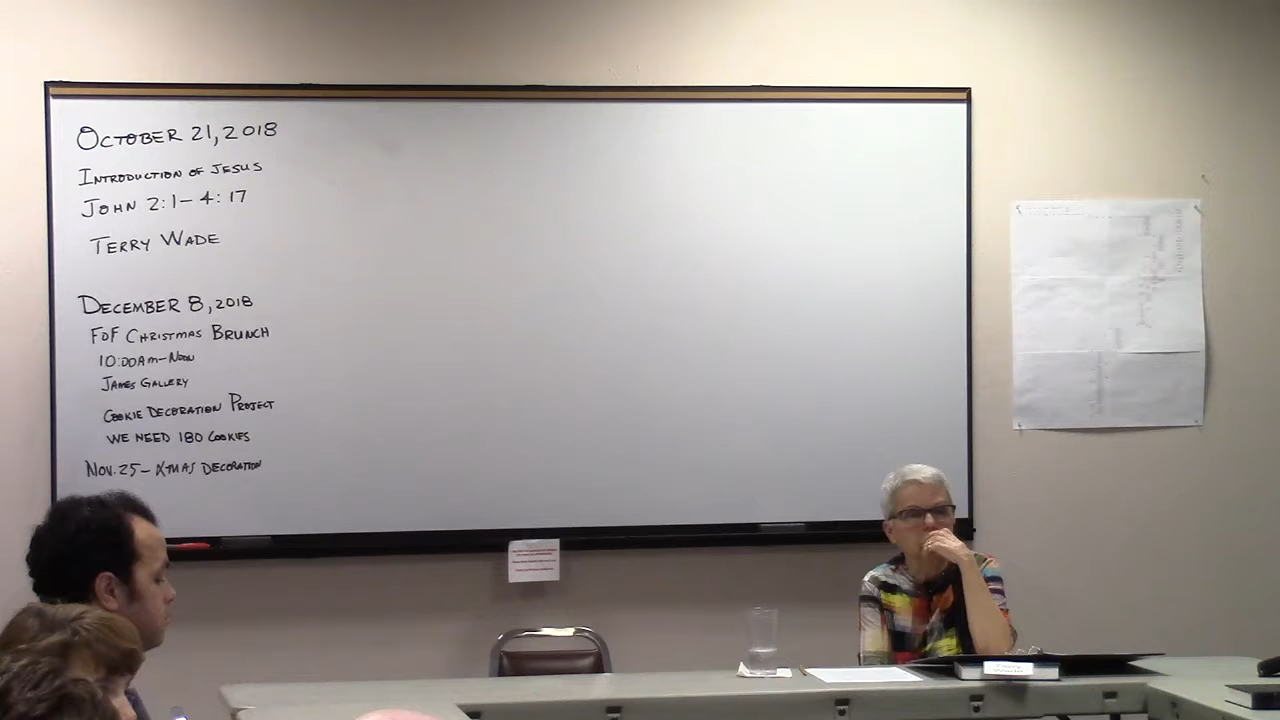 OCTOBER 21, 2018
INTRODUCTION OF JESUS
JOHN 2:1-4:17
TERRY WADE
DECEMBER 8, 2018
FOF CHRISTMAS BRUNCH
10:00AM-NOON
JAMES GALLERY
COOKIE DECORATION PROJECT
WE NEED 180 COOKIES
NOV. 25- XMAS DECORATION